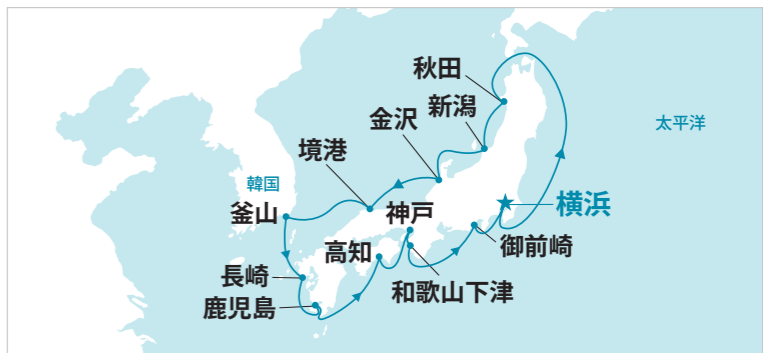 秋田
新潟
金沢
太平洋
境港
韓国
釜山
神戸
横浜
高知
御前崎
長崎
和歌山下津
鹿児島